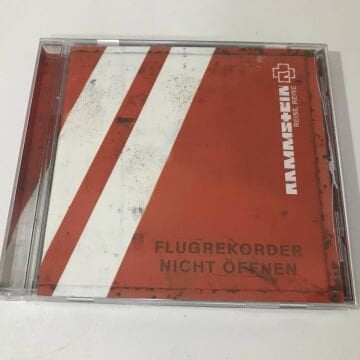 RAMMSTEIN
REISE, REISE
FLUGREKORDER
NICHT ÖFFNEN